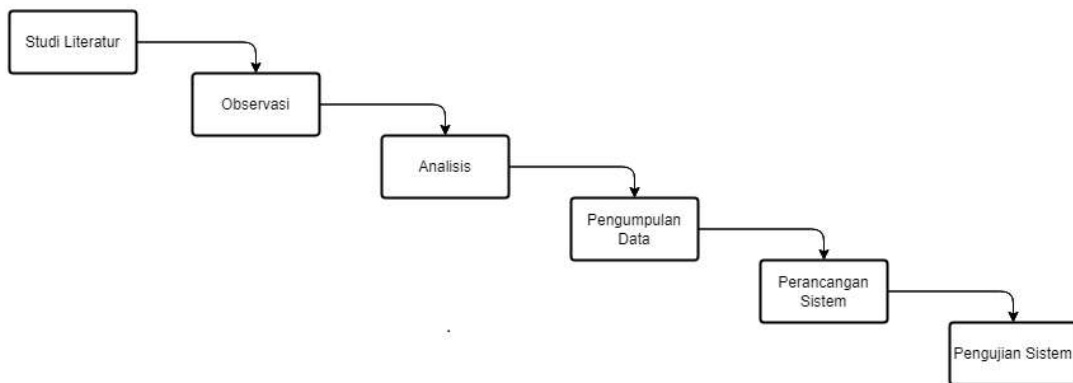 Studi Literatur
Observasi
Analisis
Pengumpulan
Data
Perancangan
Sistem
Pengujian Sistem